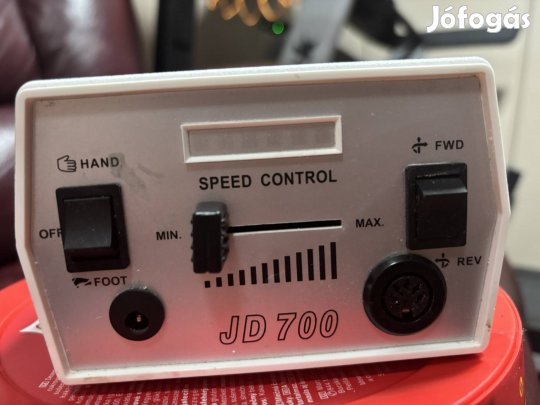 Jófogás
HAND
FWD
SPEED CONTROL
OFF
MIN.
MAX.
FOOT
REV
JD 700